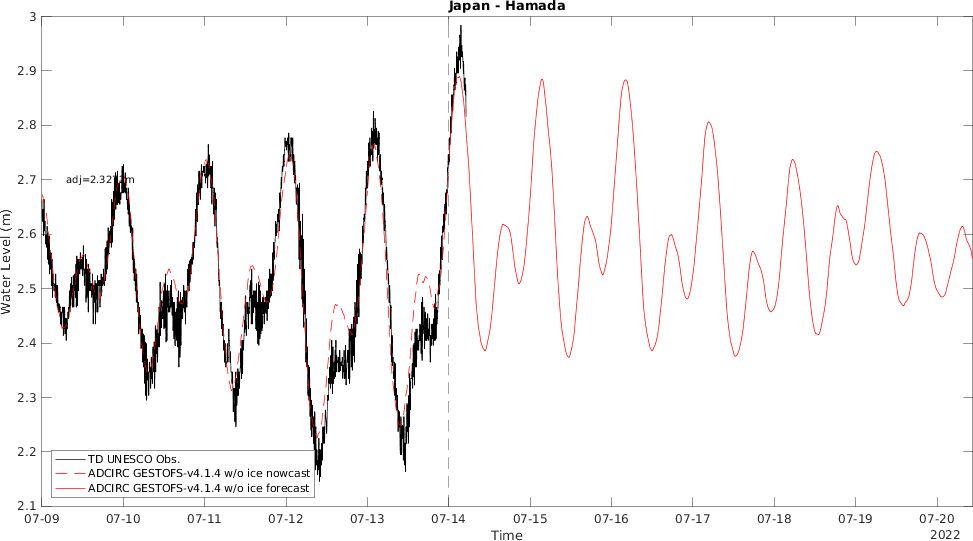 Japan - Hamada
3
2.9
2.8
2.7
2.6
2.5
2.4
2.3
2.2
2.1
Water Level (m)
TD UNESCO Obs.
ADCIRC GESTOFS-v4.1.4 w/o ice nowcast
ADCIRC GESTOFS-v4.1.4 w/o ice forecast
07-09 07-10 07-11 07-12 07-13 07-14 07-15 07-16 07-17 07-18 07-19 07-20
Time
2022